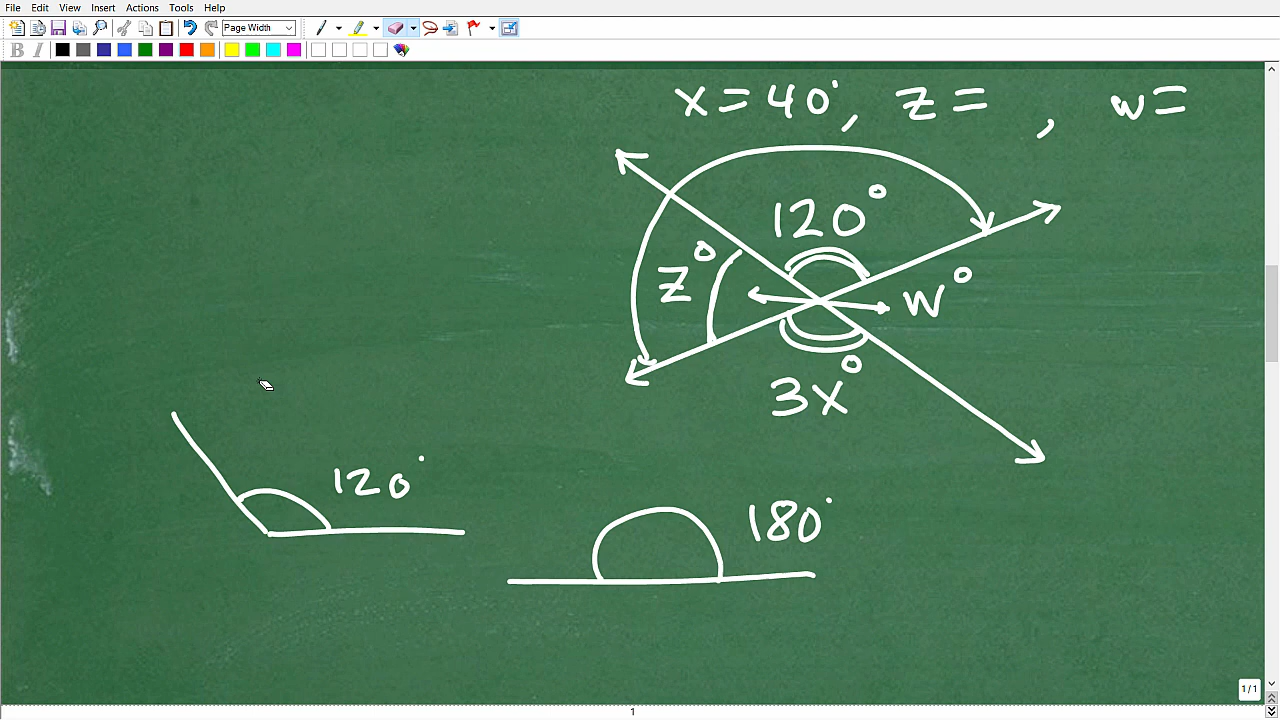 File Edit View Insert Actions Tools Help
Page Width
B I
x = 40°, z = , w =
120°
z°
w°
3x°
120°
180°
1/1
1